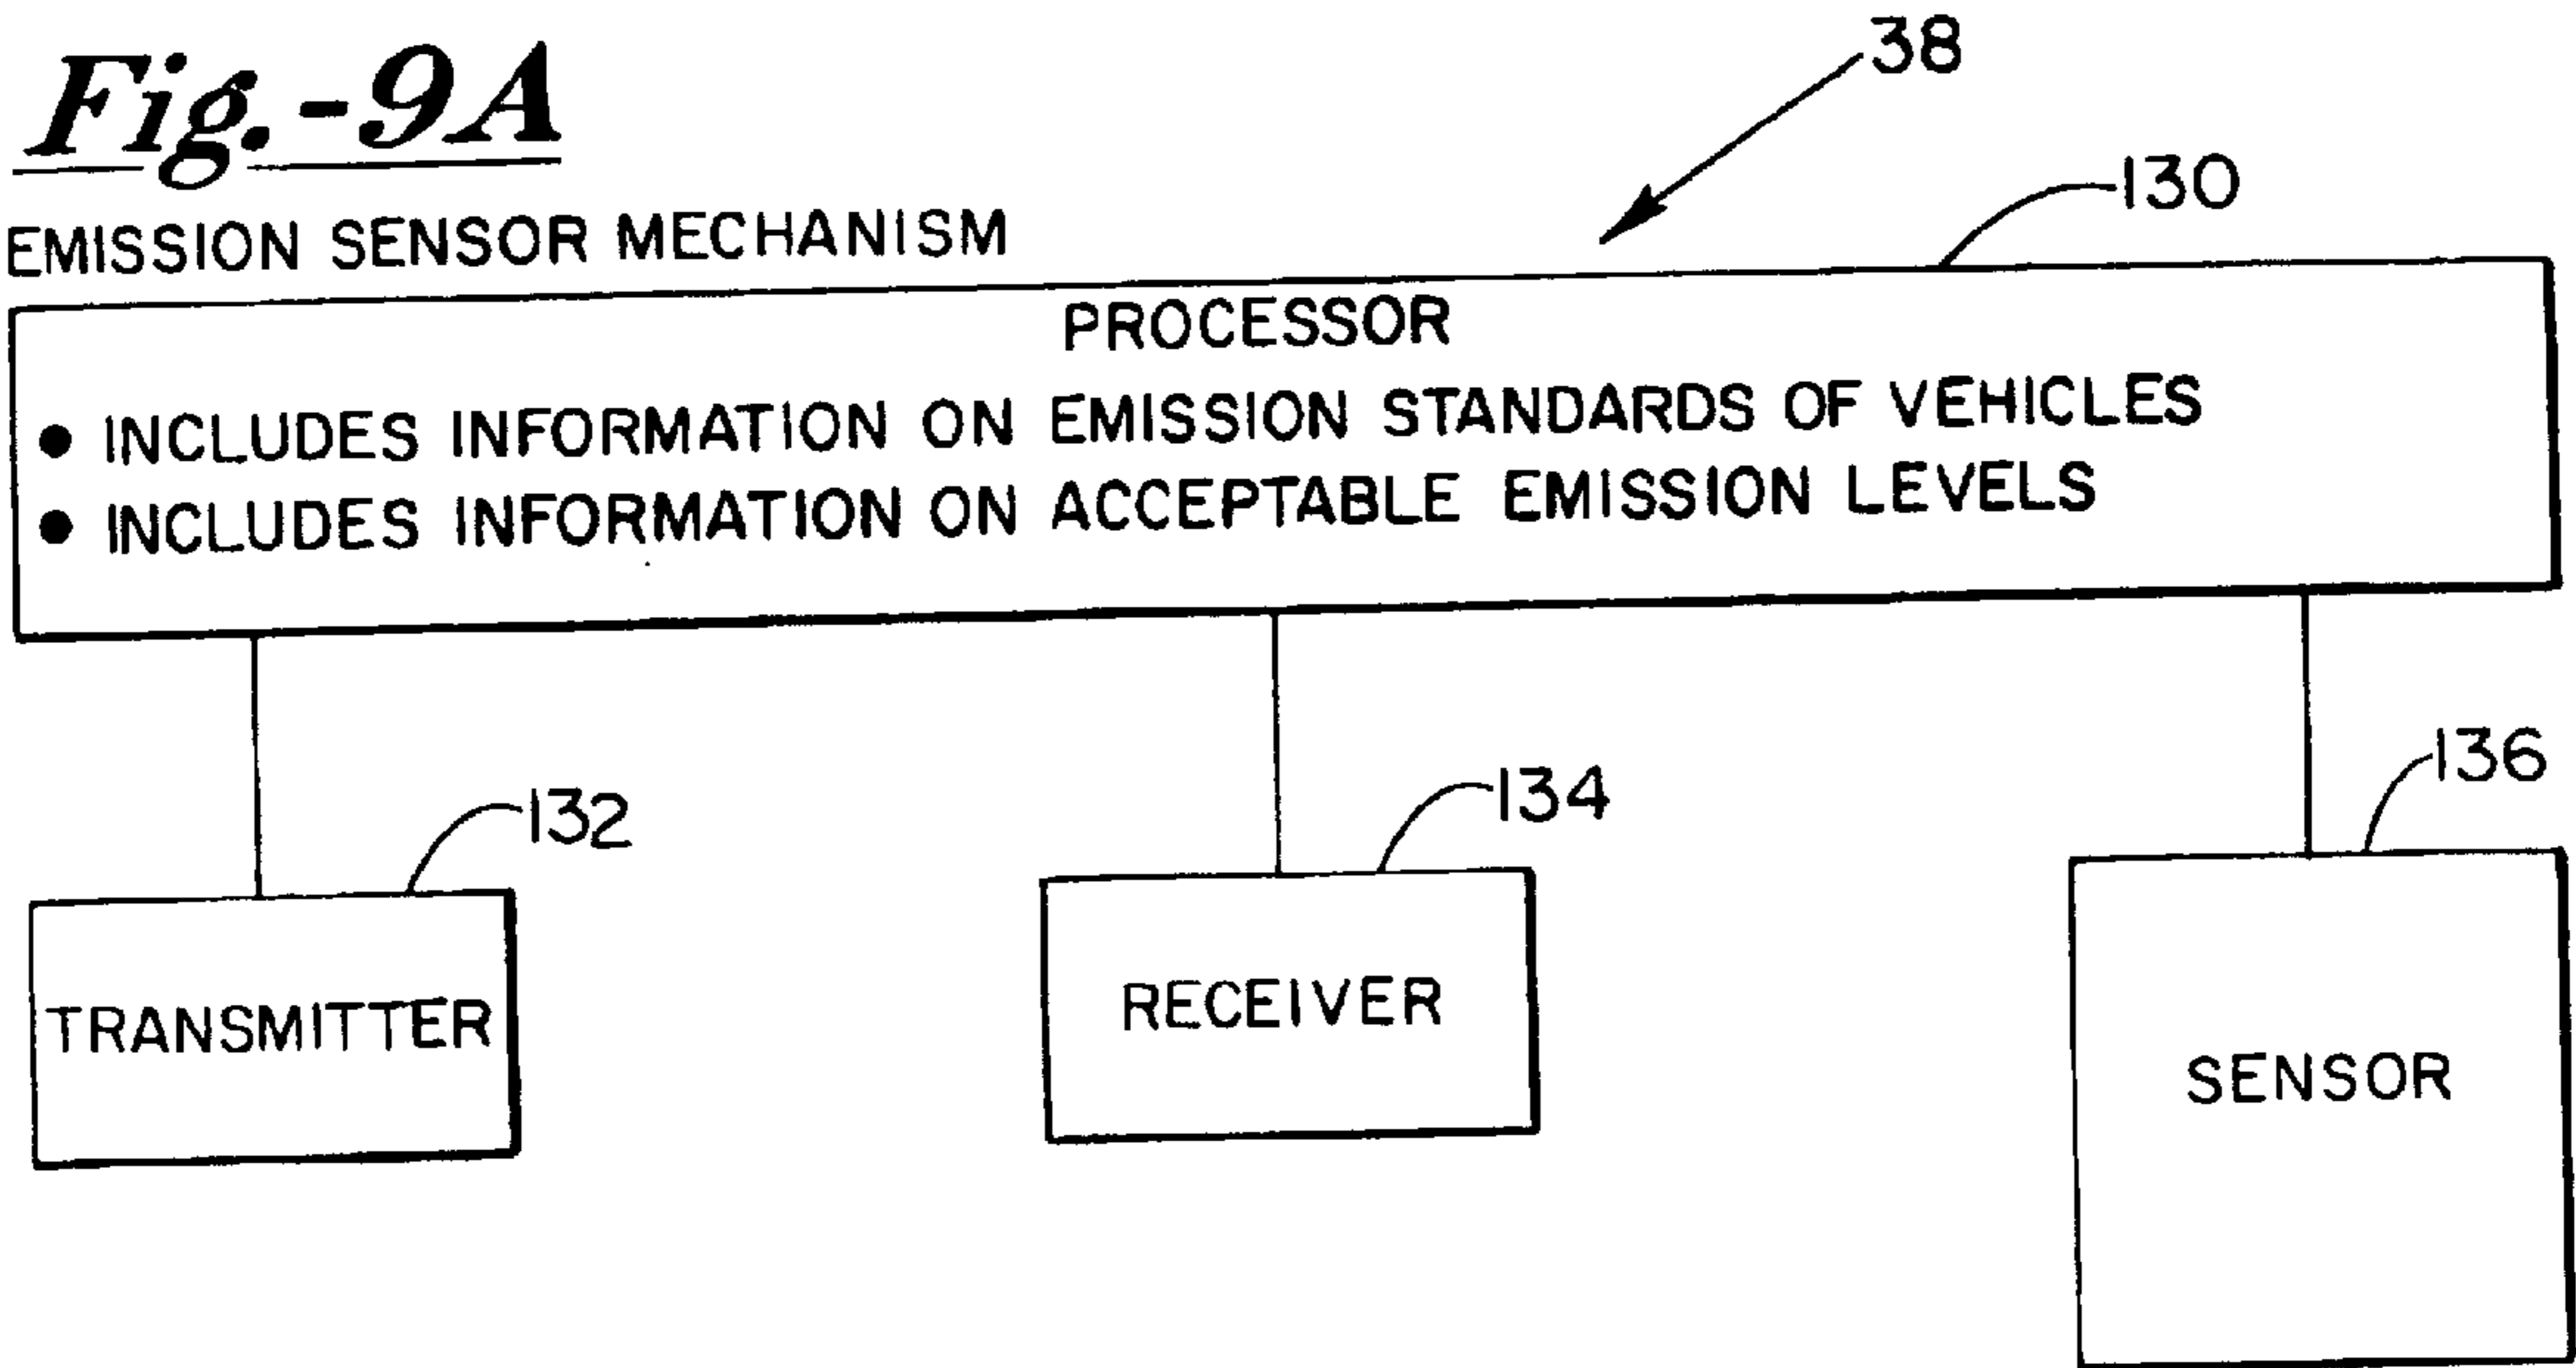 Fig.-9A
38
130
EMISSION SENSOR MECHANISM
PROCESSOR
● INCLUDES INFORMATION ON EMISSION STANDARDS OF VEHICLES
● INCLUDES INFORMATION ON ACCEPTABLE EMISSION LEVELS
132
134
136
TRANSMITTER
RECEIVER
SENSOR